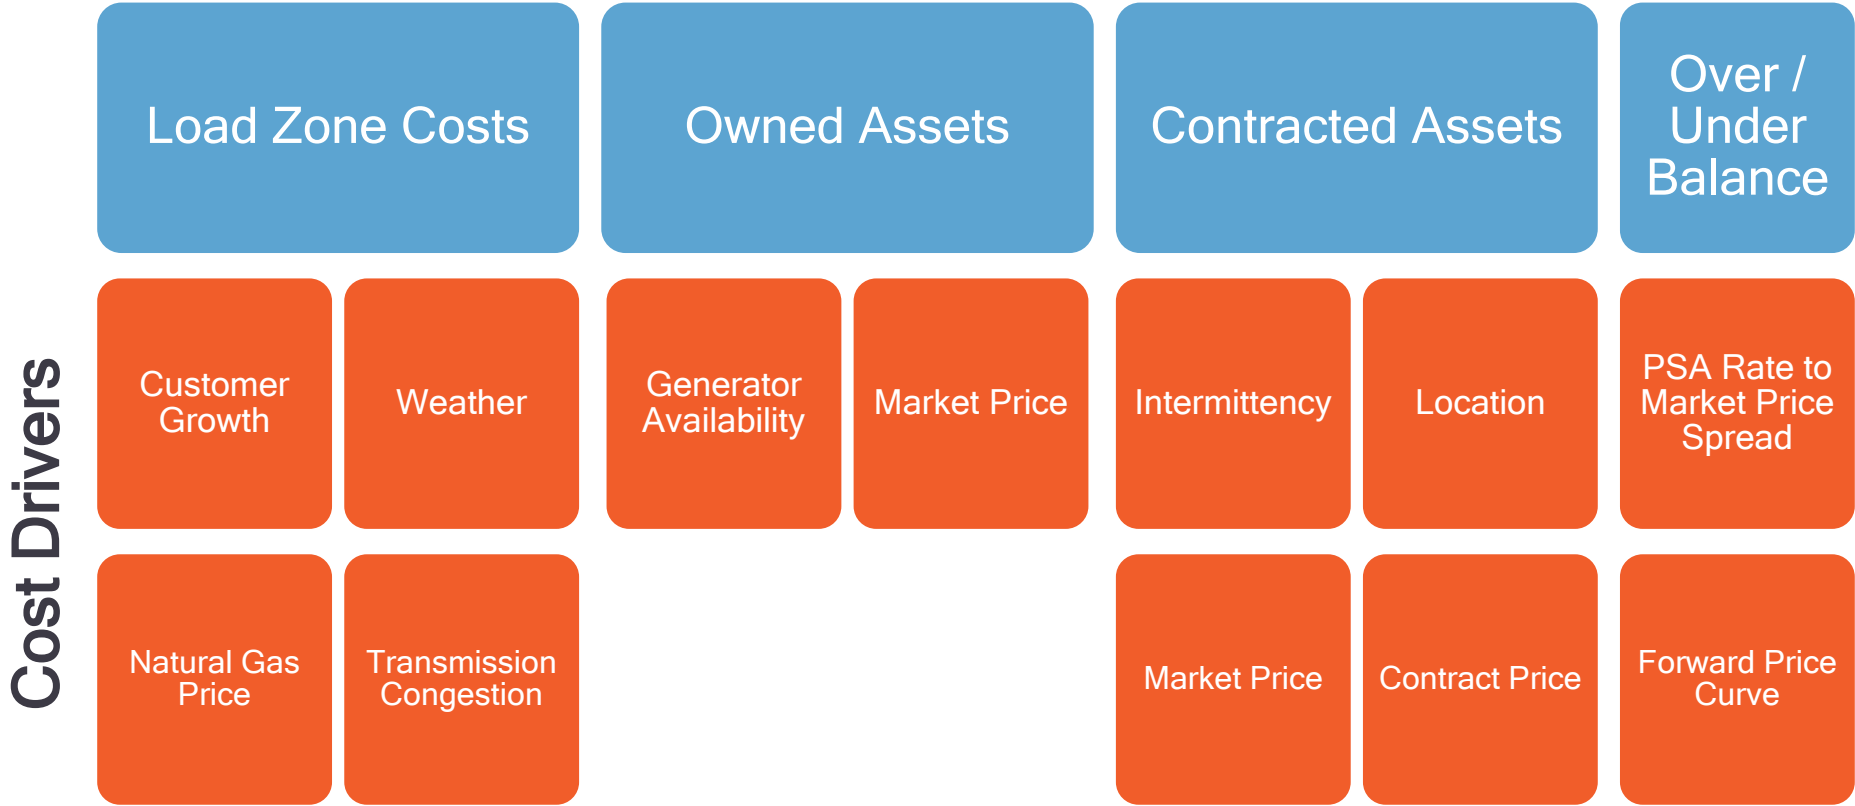 Load Zone Costs
Owned Assets
Contracted Assets
Over /
Under
Balance
Cost Drivers
Customer
Growth
Weather
Generator
Availability
Market Price
Intermittency
Location
PSA Rate to
Market Price
Spread
Natural Gas
Price
Transmission
Congestion
Market Price
Contract Price
Forward Price
Curve